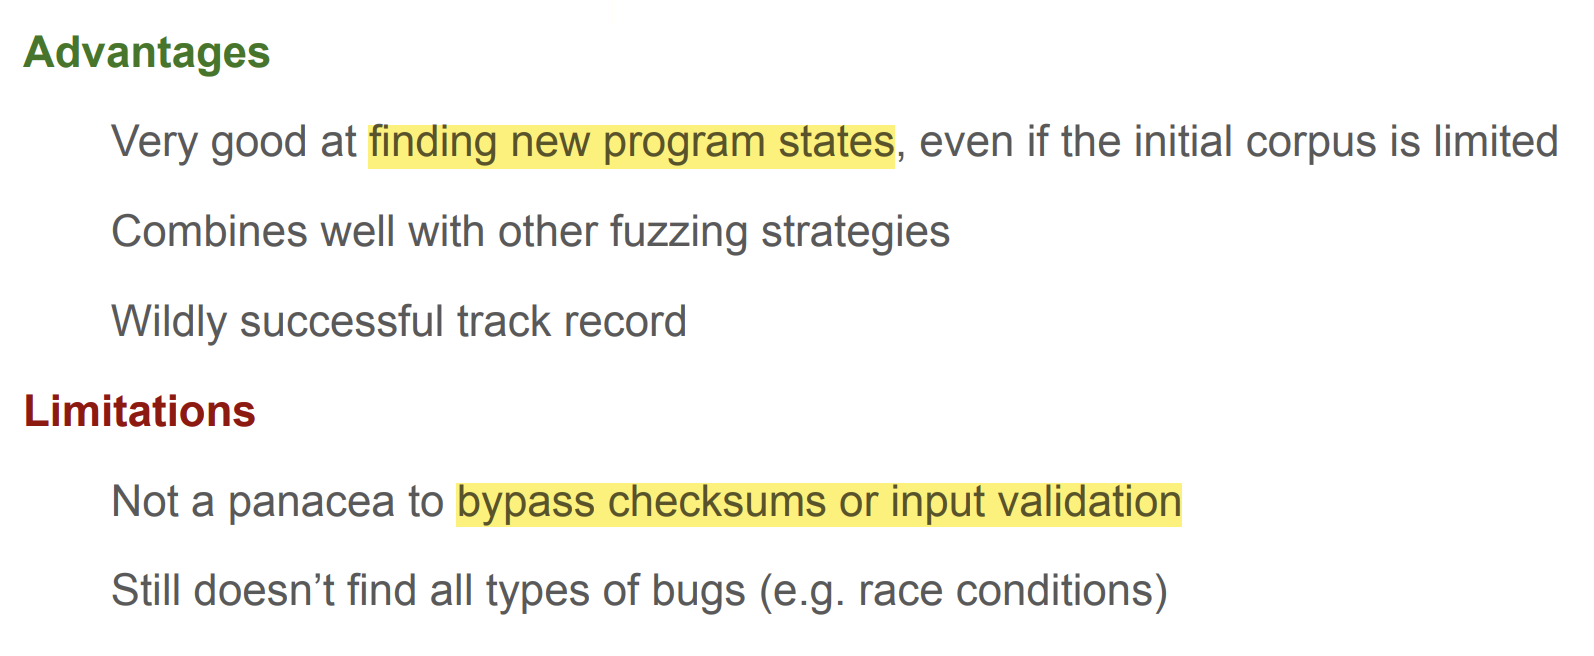 Advantages
Very good at finding new program states, even if the initial corpus is limited
Combines well with other fuzzing strategies
Wildly successful track record
Limitations
Not a panacea to bypass checksums or input validation
Still doesn’t find all types of bugs (e.g. race conditions)